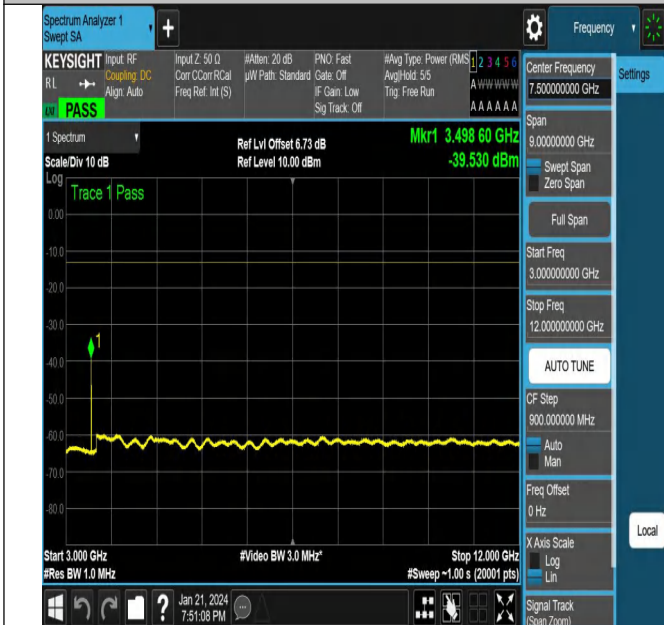 Spectrum Analyzer 1
Swept SA
+
Frequency
KEYSIGHT
RL
PASS
Input: RF
Coupling: DC
Align: Auto
Input Z: 50 Ω
Corr CCorr RCal
Freq Ref: Int (S)
#Atten: 20 dB
µW Path: Standard
PNO: Fast
Gate: Off
IF Gain: Low
Sig Track: Off
#Avg Type: Power (RMS
Avg|Hold: 5/5
Trig: Free Run
1 2 3 4 5 6
A W W W W W
A A A A A A
Center Frequency
7.500000000 GHz
Settings
Span
9.00000000 GHz
Swept Span
Zero Span
Full Span
Start Freq
3.000000000 GHz
Stop Freq
12.000000000 GHz
AUTO TUNE
CF Step
900.000000 MHz
Auto
Man
Freq Offset
0 Hz
X Axis Scale
Log
Lin
Signal Track
(Span Zoom)
Local
1 Spectrum
Scale/Div 10 dB
Log
Ref Lvl Offset 6.73 dB
Ref Level 10.00 dBm
Mkr1 3.498 60 GHz
-39.530 dBm
Trace 1 Pass
0.00
-10.0
-20.0
-30.0
1
-40.0
-50.0
-60.0
-70.0
-80.0
Start 3.000 GHz
#Res BW 1.0 MHz
#Video BW 3.0 MHz*
Stop 12.000 GHz
#Sweep ~1.00 s (20001 pts)
?
Jan 21, 2024
7:51:08 PM